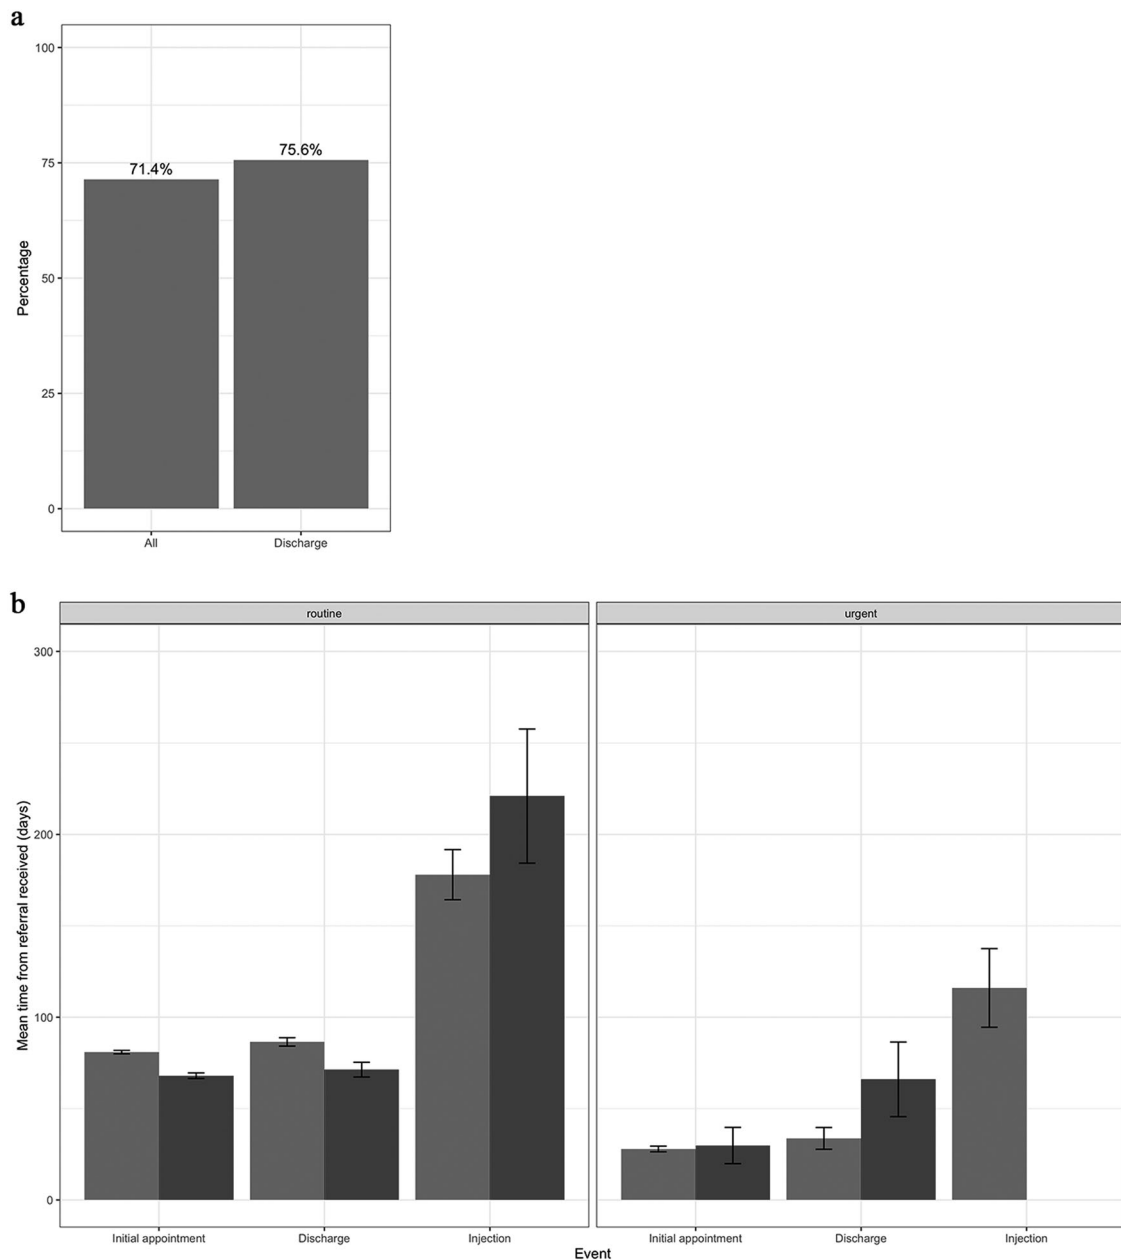 a
100
75
50
25
0
Percentage
71.4%
75.6%
All
Discharge
b
routine
urgent
300
200
100
0
Mean time from referral received (days)
Initial appointment
Discharge
Injection
Initial appointment
Discharge
Injection
Event